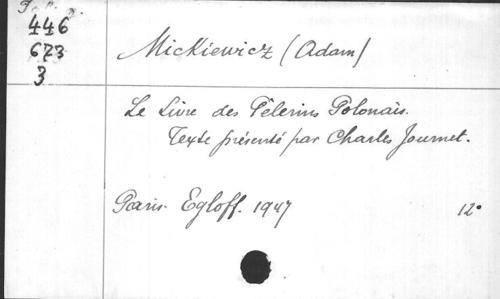 446
673
3
Mickiewicz (Adam)
Le Livre des Pèlerins Polonais.
Texte présenté par Charles Journet.
Paris. Egloff. 1947 12°